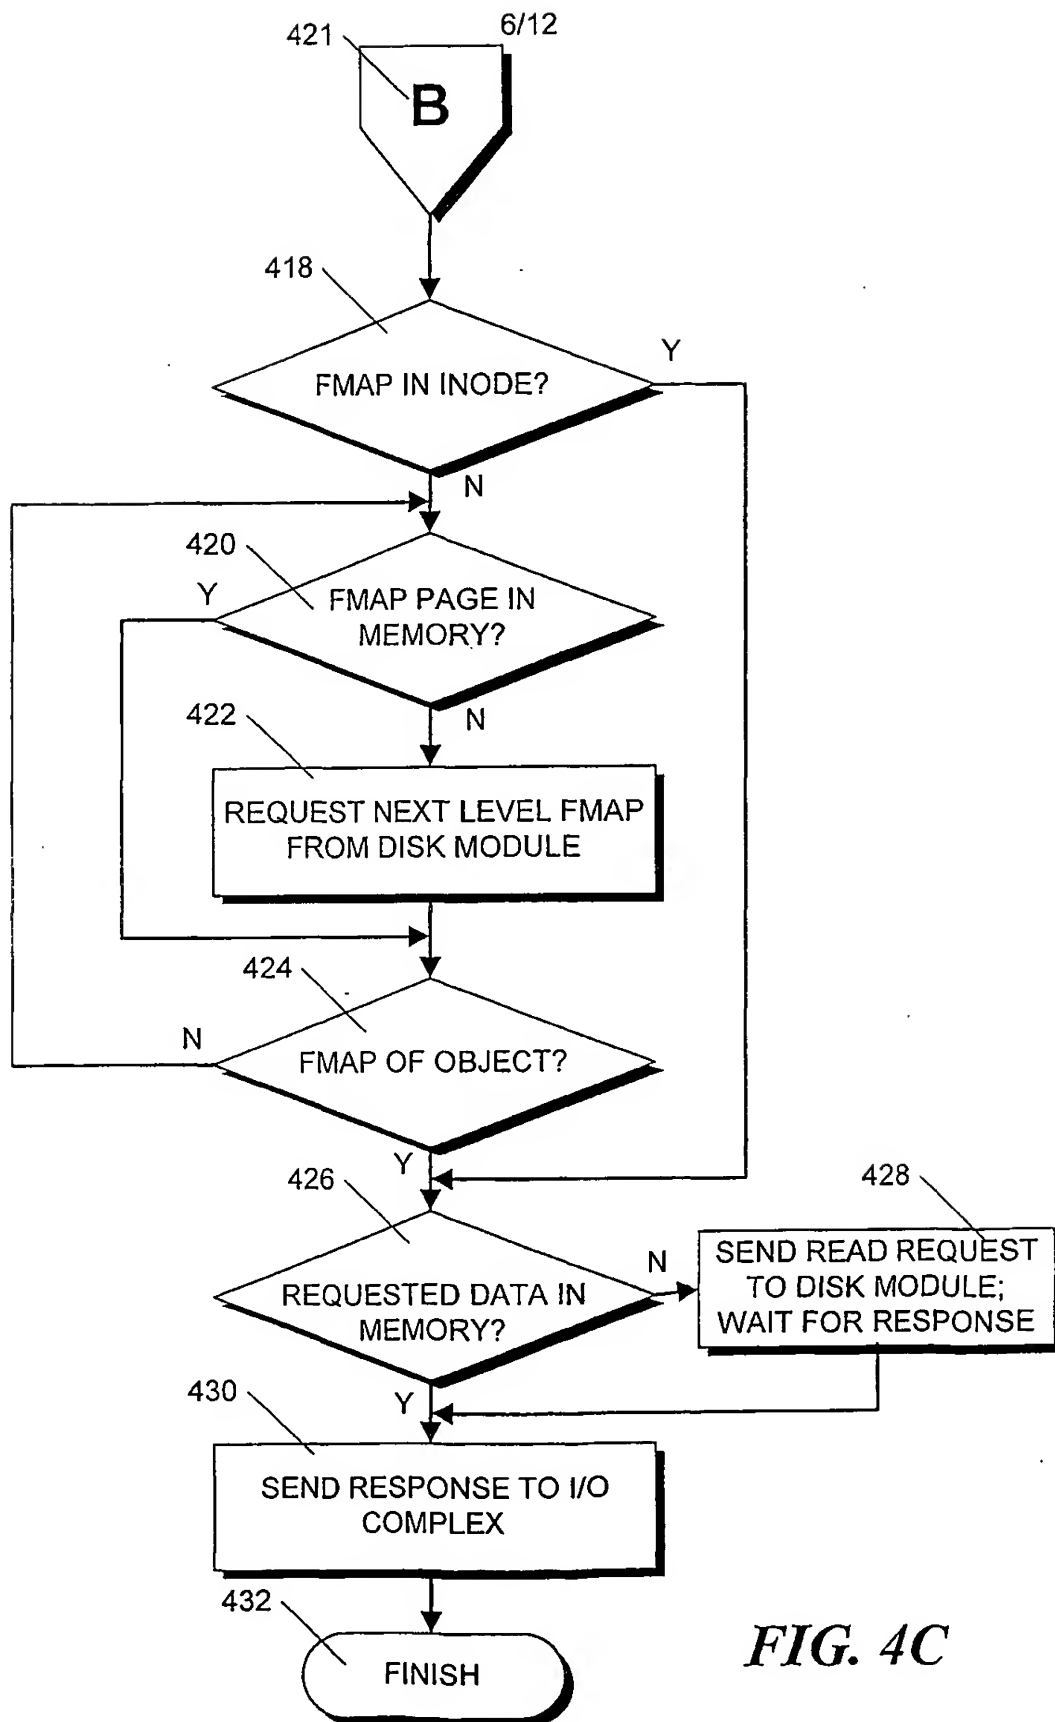 6/12
421
B
418
FMAP IN INODE?
Y
N
420
Y
FMAP PAGE IN
MEMORY?
N
422
REQUEST NEXT LEVEL FMAP
FROM DISK MODULE
424
N
FMAP OF OBJECT?
Y
426
428
REQUESTED DATA IN
MEMORY?
N
SEND READ REQUEST
TO DISK MODULE;
WAIT FOR RESPONSE
Y
430
SEND RESPONSE TO I/O
COMPLEX
432
FINISH
FIG. 4C